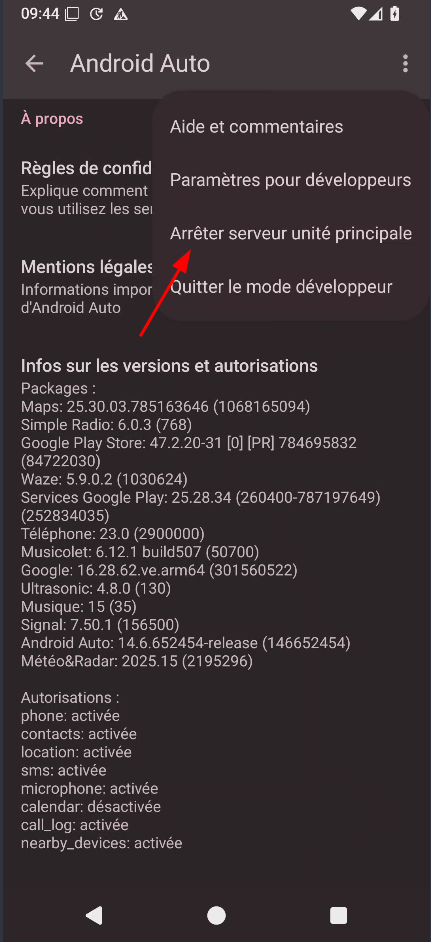 09:44
Android Auto
À propos
Aide et commentaires
Règles de confid
Paramètres pour développeurs
Explique comment
vous utilisez les ser
Arrêter serveur unité principale
Mentions légales
Quitter le mode développeur
Informations impor
d'Android Auto
Infos sur les versions et autorisations
Packages :
Maps: 25.30.03.785163646 (1068165094)
Simple Radio: 6.0.3 (768)
Google Play Store: 47.2.20-31 [0] [PR] 784695832
(84722030)
Waze: 5.9.0.2 (1030624)
Services Google Play: 25.28.34 (260400-787197649)
(252834035)
Téléphone: 23.0 (2900000)
Musicolet: 6.12.1 build507 (50700)
Google: 16.28.62.ve.arm64 (301560522)
Ultrasonic: 4.8.0 (130)
Musique: 15 (35)
Signal: 7.50.1 (156500)
Android Auto: 14.6.652454-release (146652454)
Météo&Radar: 2025.15 (2195296)
Autorisations :
phone: activée
contacts: activée
location: activée
sms: activée
microphone: activée
calendar: désactivée
call_log: activée
nearby_devices: activée